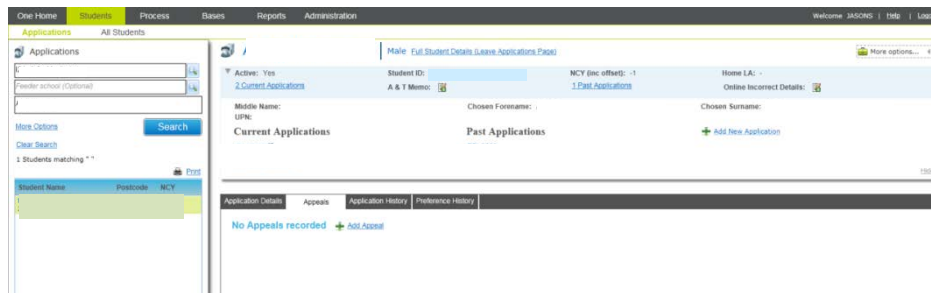 One Home Students Process Bases Reports Administration Welcome JASONS | Help |
Applications All Students
Applications
Feeder school (Optional)
More Options Search
Clear Search
1 Students matching " "
Print
Student Name Postcode NCY
Male Full Student Details (Leave Applications Page) More options...
Active: Yes Student ID: NCY (inc offset): -1 Home LA: -
2 Current Applications A & T Memo: 1 Past Applications Online Incorrect Details:
Middle Name: Chosen Forename: . Chosen Surname:
UPN:
Current Applications Past Applications Add New Application
Application Details Appeals Application History Preference History
No Appeals recorded Add Appeal